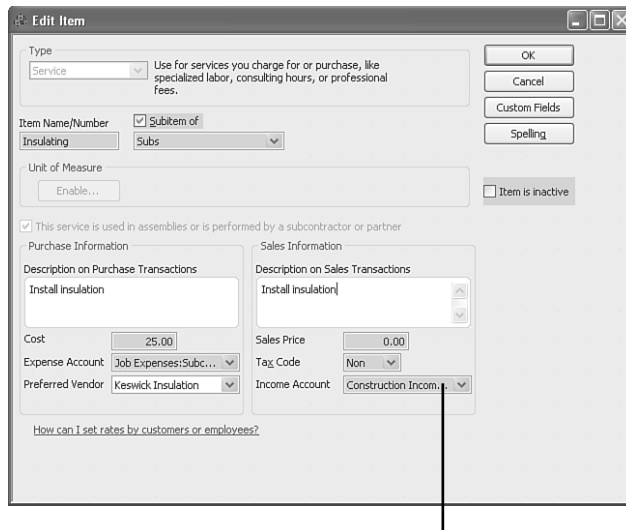 Edit Item
Type
Service
Use for services you charge for or purchase, like
specialized labor, consulting hours, or professional
fees.
OK
Cancel
Custom Fields
Spelling
Item Name/Number
Subitem of
Insulating
Subs
Unit of Measure
Enable...
Item is inactive
This service is used in assemblies or is performed by a subcontractor or partner
Purchase Information
Description on Purchase Transactions
Install insulation
Cost
25.00
Expense Account
Job Expenses:Subc...
Preferred Vendor
Keswick Insulation
Sales Information
Description on Sales Transactions
Install insulation
Sales Price
0.00
Tax Code
Non
Income Account
Construction Incom...
How can I set rates by customers or employees?